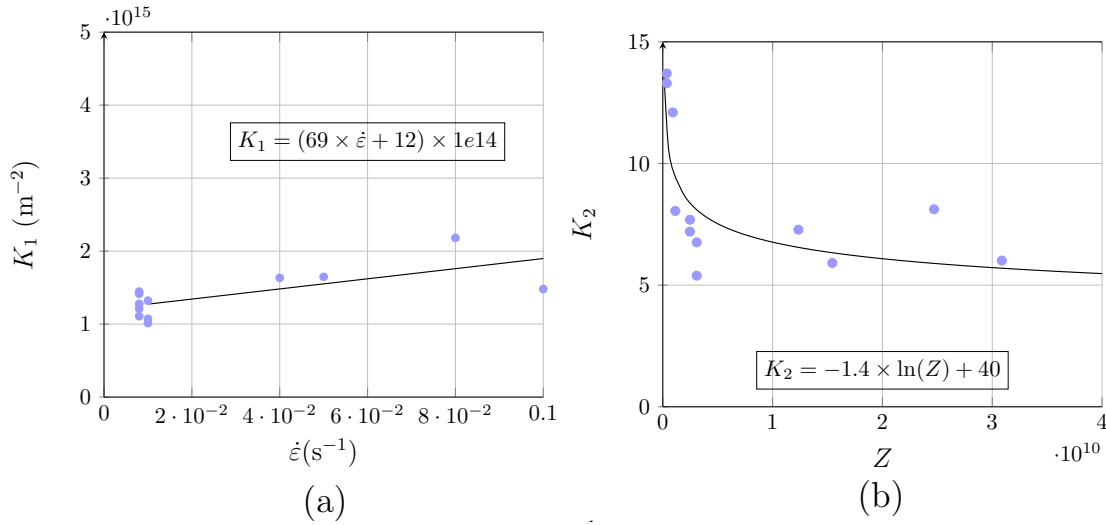 ·10^15
5
4
3
2
1
0
K_1 (m^−2)
K_1 = (69 × ε̇ + 12) × 1e14
0
2·10^−2
4·10^−2
6·10^−2
8·10^−2
0.1
ε̇(s^−1)
(a)
15
10
5
0
K_2
K_2 = −1.4 × ln(Z) + 40
0
1
2
3
4
Z
·10^10
(b)